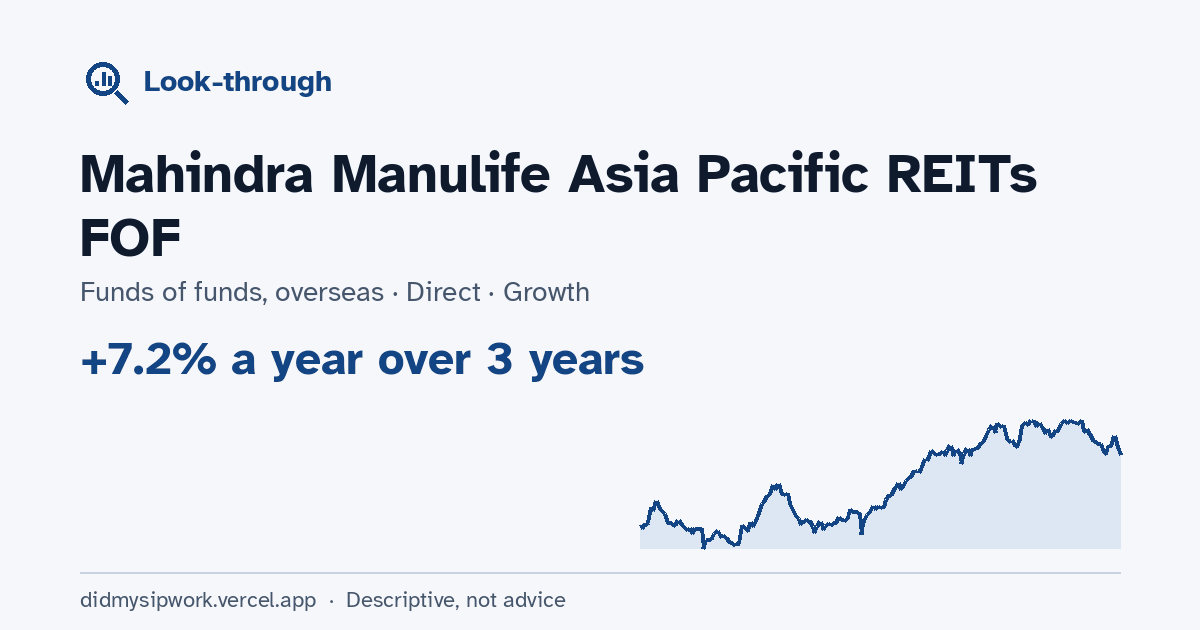 Look-through
Mahindra Manulife Asia Pacific REITs
FOF
Funds of funds, overseas · Direct · Growth
+7.2% a year over 3 years
didmysipwork.vercel.app · Descriptive, not advice